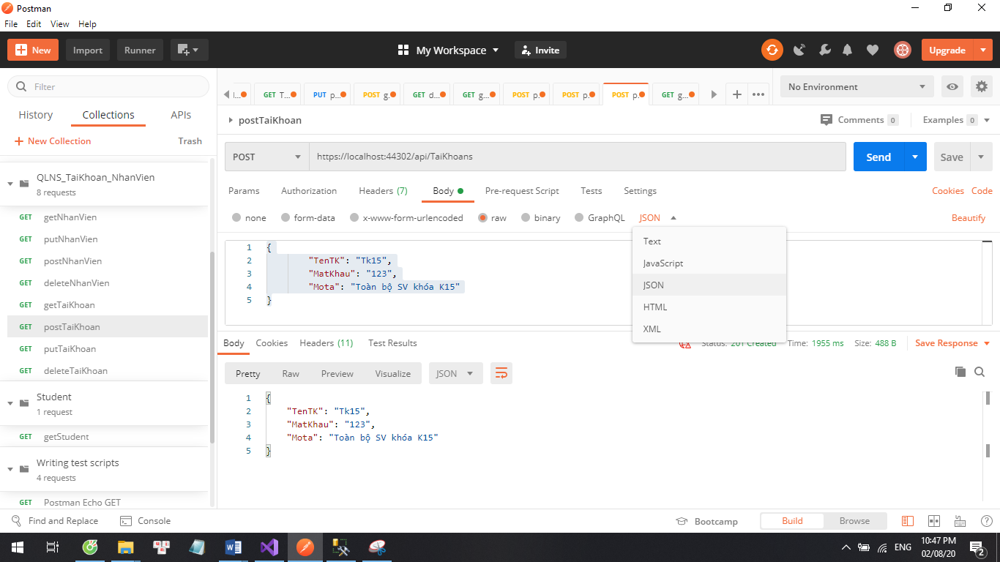 Postman
File Edit View Help
New Import Runner My Workspace Invite Upgrade
Filter
History Collections APIs
New Collection Trash
QLNS_TaiKhoan_NhanVien
8 requests
GET getNhanVien
GET putNhanVien
GET postNhanVien
GET deleteNhanVien
GET getTaiKhoan
GET postTaiKhoan
GET putTaiKhoan
GET deleteTaiKhoan
Student
1 request
GET getStudent
Writing test scripts
4 requests
GET Postman Echo GET
GET T... PUT p... POST g... GET d... GET g... POST p... POST p... POST p... GET g...
No Environment
postTaiKhoan Comments 0 Examples 0
POST https://localhost:44302/api/TaiKhoans Send Save
Params Authorization Headers (7) Body Pre-request Script Tests Settings Cookies Code
none form-data x-www-form-urlencoded raw binary GraphQL JSON Beautify
Text
JavaScript
JSON
HTML
XML
1 {
2 "TenTK": "Tk15",
3 "MatKhau": "123",
4 "Mota": "Toàn bộ SV khóa K15"
5 }
Body Cookies Headers (11) Test Results Status: 201 Created Time: 1955 ms Size: 488 B Save Response
Pretty Raw Preview Visualize JSON
1 {
2 "TenTK": "Tk15",
3 "MatKhau": "123",
4 "Mota": "Toàn bộ SV khóa K15"
5 }
Find and Replace Console Bootcamp Build Browse
ENG 10:47 PM
02/08/20 2